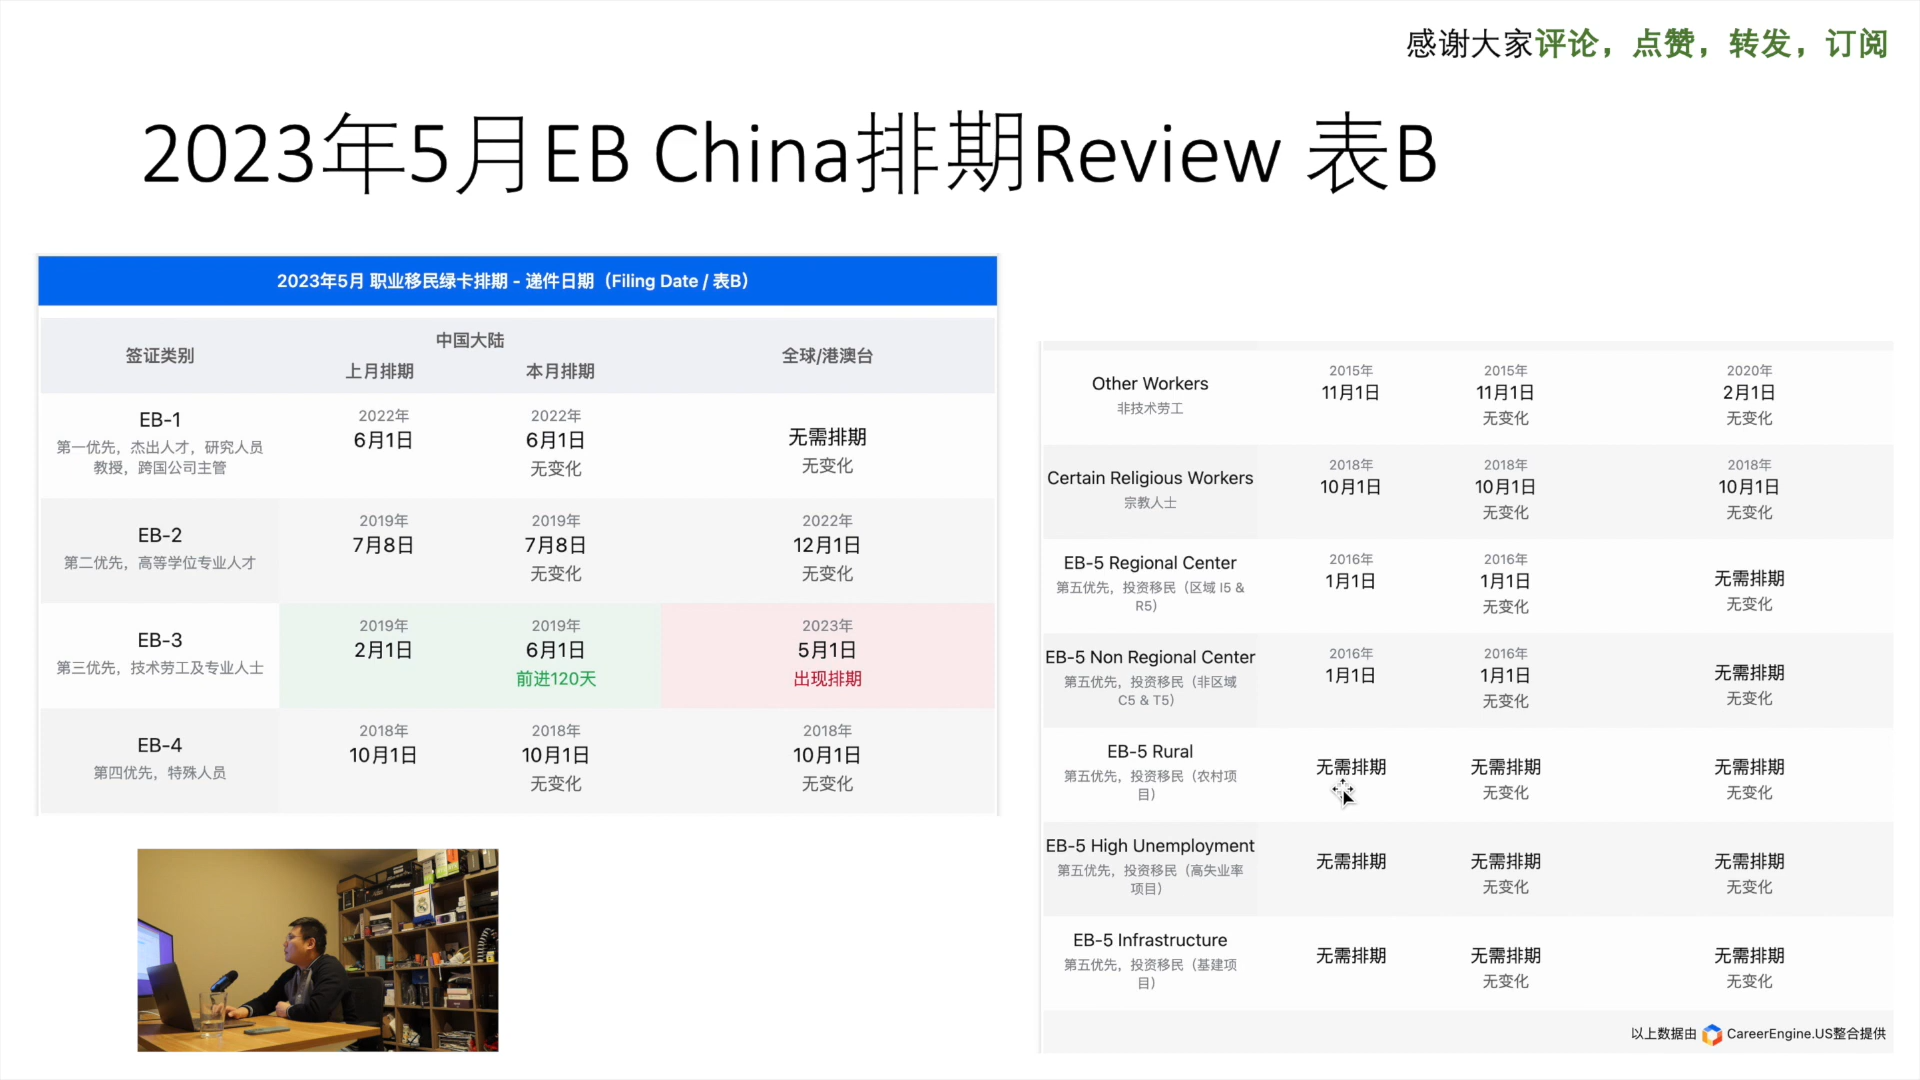 感谢大家评论，点赞，转发，订阅
2023年5月EB China排期Review 表B
2023年5月 职业移民绿卡排期 - 递件日期（Filing Date / 表B）
签证类别
中国大陆
上月排期
本月排期
全球/港澳台
EB-1
第一优先，杰出人才，研究人员
教授，跨国公司主管
2022年
6月1日
2022年
6月1日
无变化
无需排期
无变化
EB-2
第二优先，高等学位专业人才
2019年
7月8日
2019年
7月8日
无变化
2022年
12月1日
无变化
EB-3
第三优先，技术劳工及专业人士
2019年
2月1日
2019年
6月1日
前进120天
2023年
5月1日
出现排期
EB-4
第四优先，特殊人员
2018年
10月1日
2018年
10月1日
无变化
2018年
10月1日
无变化
Other Workers
非技术劳工
2015年
11月1日
2015年
11月1日
无变化
2020年
2月1日
无变化
Certain Religious Workers
宗教人士
2018年
10月1日
2018年
10月1日
无变化
2018年
10月1日
无变化
EB-5 Regional Center
第五优先，投资移民（区域 I5 &
R5）
2016年
1月1日
2016年
1月1日
无变化
无需排期
无变化
EB-5 Non Regional Center
第五优先，投资移民（非区域
C5 & T5）
2016年
1月1日
2016年
1月1日
无变化
无需排期
无变化
EB-5 Rural
第五优先，投资移民（农村项
目）
无需排期
无需排期
无变化
无需排期
无变化
EB-5 High Unemployment
第五优先，投资移民（高失业率
项目）
无需排期
无需排期
无变化
无需排期
无变化
EB-5 Infrastructure
第五优先，投资移民（基建项
目）
无需排期
无需排期
无变化
无需排期
无变化
以上数据由 CareerEngine.US整合提供